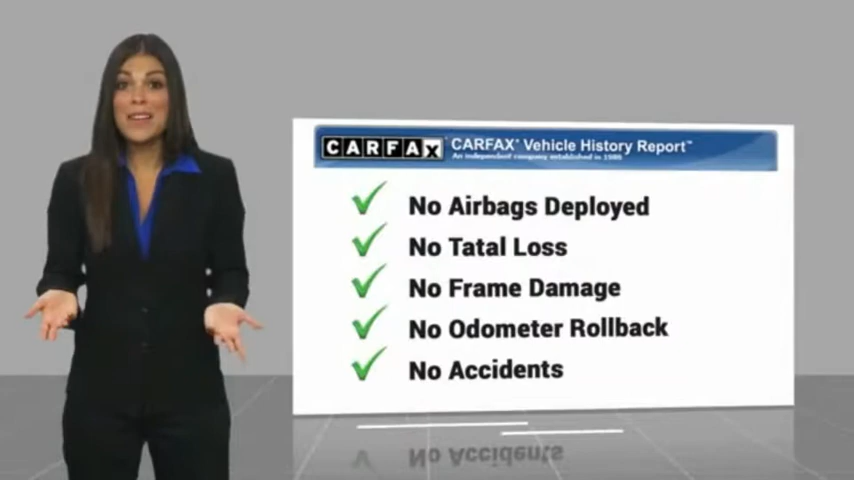 CARFAX CARFAX® Vehicle History Report™
An independent company established in 1986
No Airbags Deployed
No Tatal Loss
No Frame Damage
No Odometer Rollback
No Accidents
No Accidents